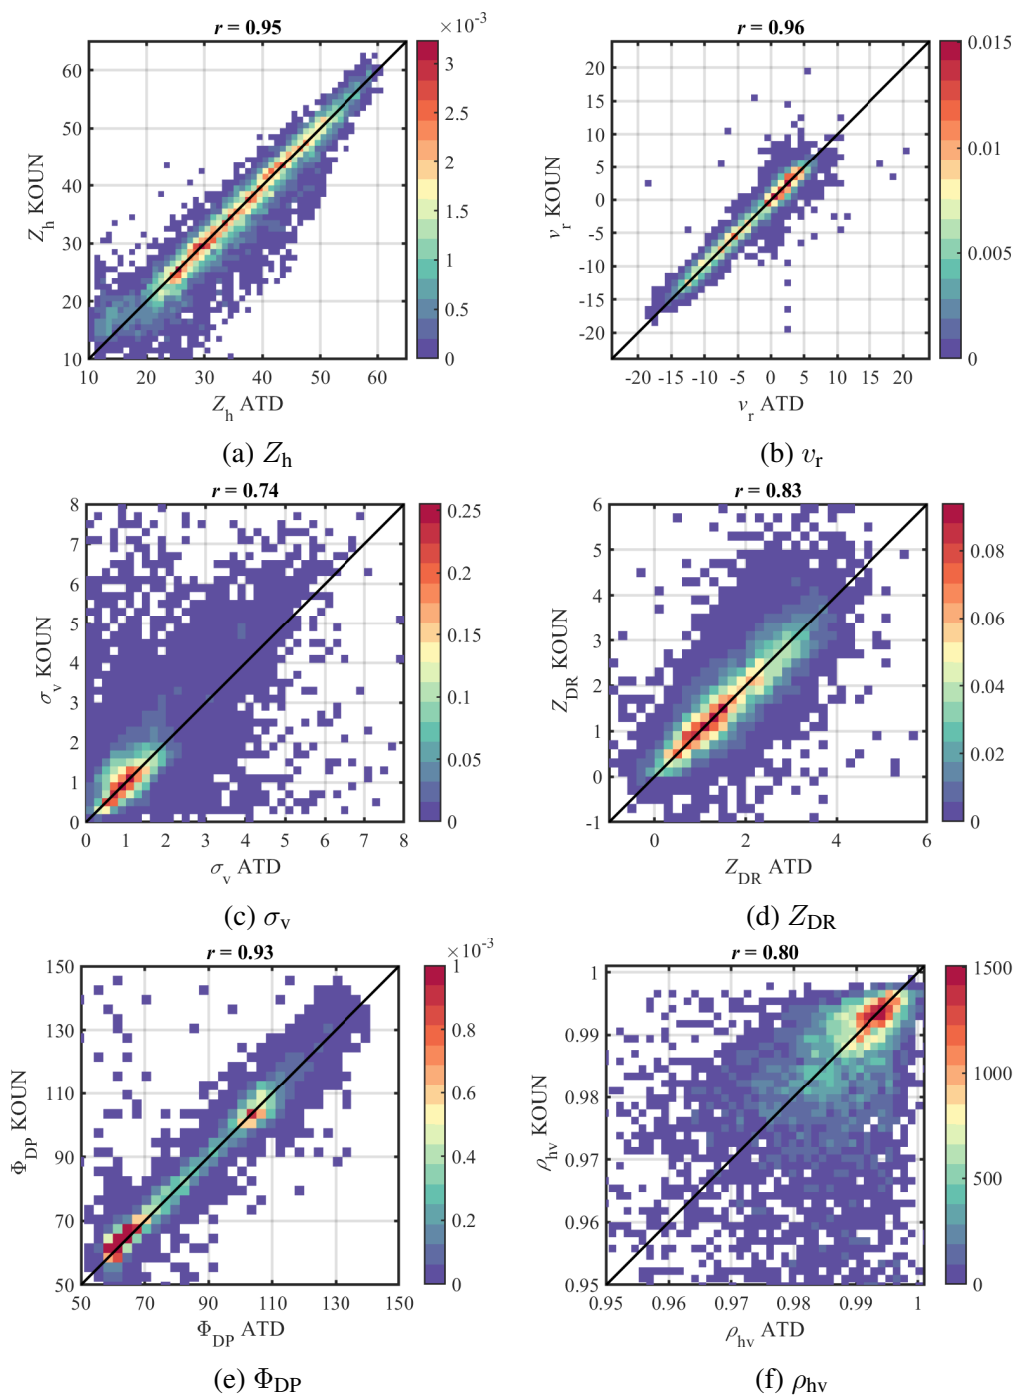 r = 0.95
×10⁻³
Z_h KOUN
60
50
40
30
20
10
10 20 30 40 50 60
Z_h ATD
3
2.5
2
1.5
1
0.5
0
(a) Z_h
r = 0.96
v_r KOUN
20
15
10
5
0
-5
-10
-15
-20
-20 -15 -10 -5 0 5 10 15 20
v_r ATD
0.015
0.01
0.005
0
(b) v_r
r = 0.74
σ_v KOUN
8
7
6
5
4
3
2
1
0
0 1 2 3 4 5 6 7 8
σ_v ATD
0.25
0.2
0.15
0.1
0.05
0
(c) σ_v
r = 0.83
Z_DR KOUN
6
5
4
3
2
1
0
-1
0 2 4 6
Z_DR ATD
0.08
0.06
0.04
0.02
0
(d) Z_DR
r = 0.93
×10⁻³
Φ_DP KOUN
150
130
110
90
70
50
50 70 90 110 130 150
Φ_DP ATD
1
0.8
0.6
0.4
0.2
0
(e) Φ_DP
r = 0.80
ρ_hv KOUN
1
0.99
0.98
0.97
0.96
0.95
0.95 0.96 0.97 0.98 0.99 1
ρ_hv ATD
1500
1000
500
0
(f) ρ_hv